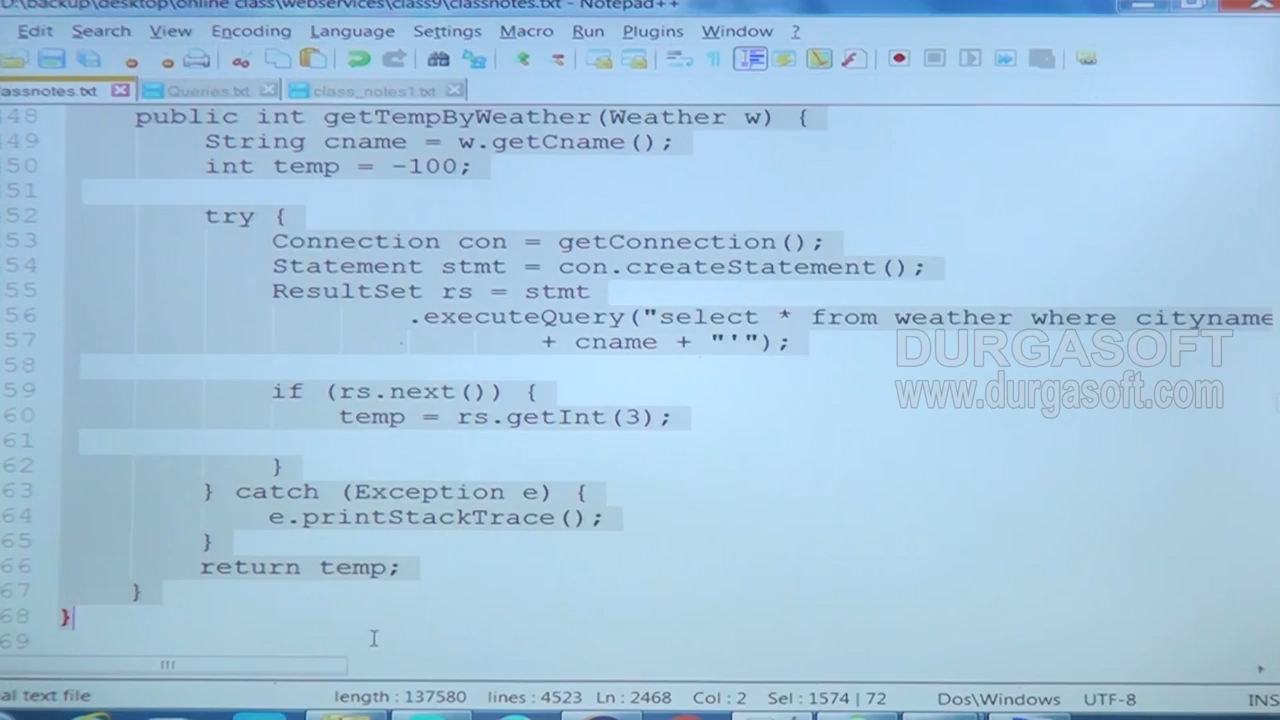 D:\backup\desktop\online class\webservices\class9\classnotes.txt - Notepad++
Edit Search View Encoding Language Settings Macro Run Plugins Window ?
assnotes.txt Queries.txt class_notes1.txt
48 public int getTempByWeather(Weather w) {
49 String cname = w.getCname();
50 int temp = -100;
51
52 try {
53 Connection con = getConnection();
54 Statement stmt = con.createStatement();
55 ResultSet rs = stmt
56 .executeQuery("select * from weather where cityname
57 + cname + "'");
58
59 if (rs.next()) {
60 temp = rs.getInt(3);
61
62 }
63 } catch (Exception e) {
64 e.printStackTrace();
65 }
66 return temp;
67 }
68 }
69
DURGASOFT
www.durgasoft.com
al text file length : 137580 lines : 4523 Ln : 2468 Col : 2 Sel : 1574 | 72 Dos\Windows UTF-8 INS